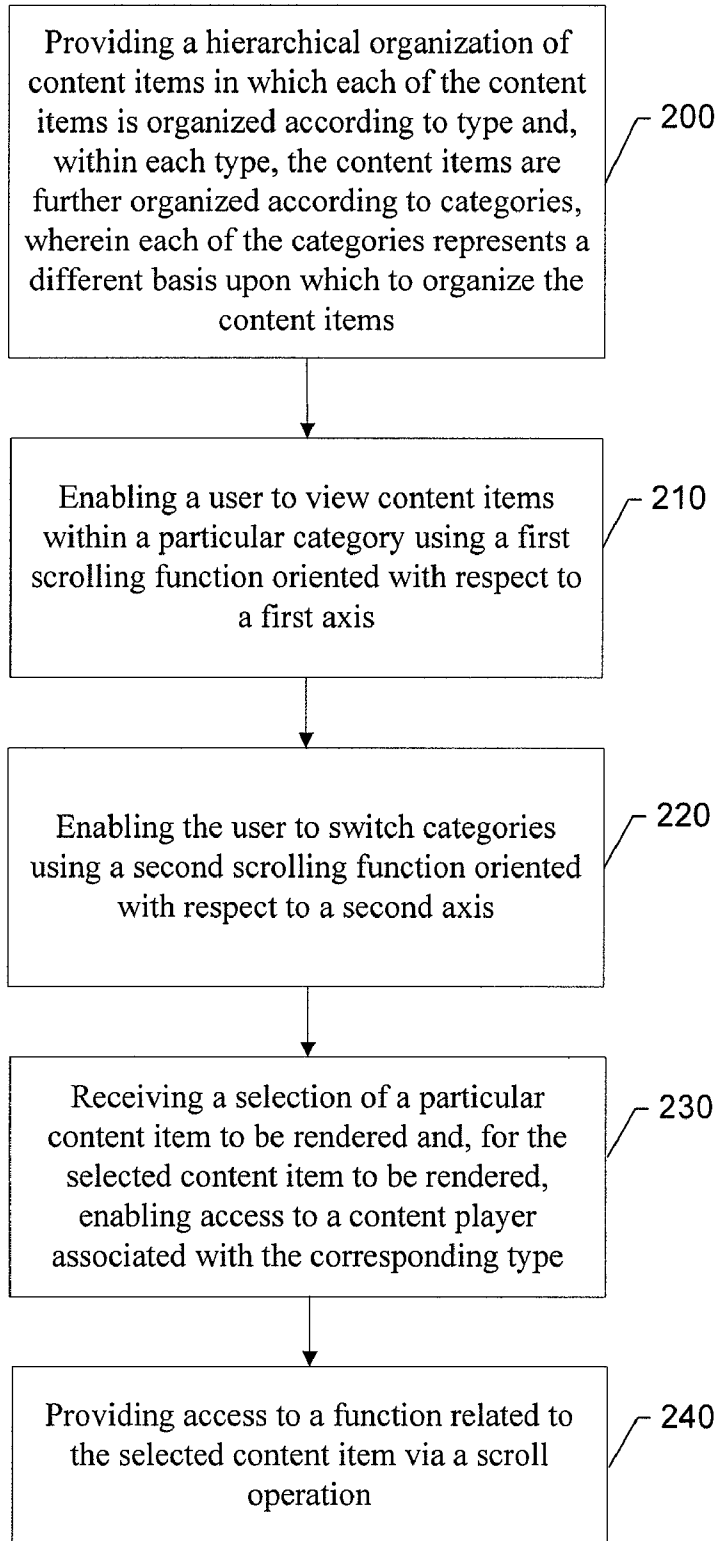 Providing a hierarchical organization of
content items in which each of the content
items is organized according to type and,
within each type, the content items are
further organized according to categories,
wherein each of the categories represents a
different basis upon which to organize the
content items
200
Enabling a user to view content items
within a particular category using a first
scrolling function oriented with respect to
a first axis
210
Enabling the user to switch categories
using a second scrolling function oriented
with respect to a second axis
220
Receiving a selection of a particular
content item to be rendered and, for the
selected content item to be rendered,
enabling access to a content player
associated with the corresponding type
230
Providing access to a function related to
the selected content item via a scroll
operation
240